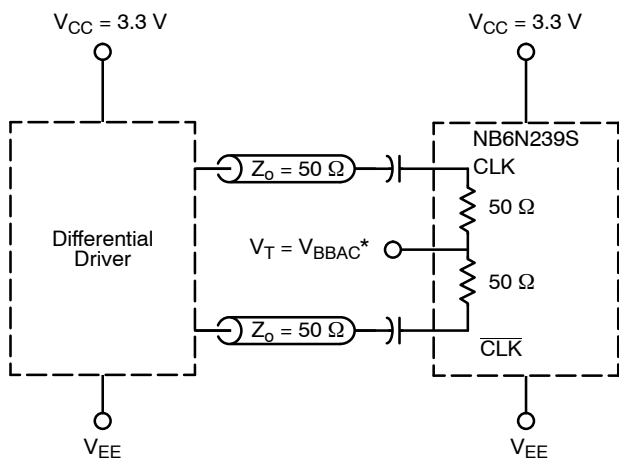 V_CC = 3.3 V
V_CC = 3.3 V
NB6N239S
Z_o = 50 Ω
CLK
50 Ω
Differential
Driver
V_T = V_BBAC*
50 Ω
Z_o = 50 Ω
C̅L̅K̅
V_EE
V_EE